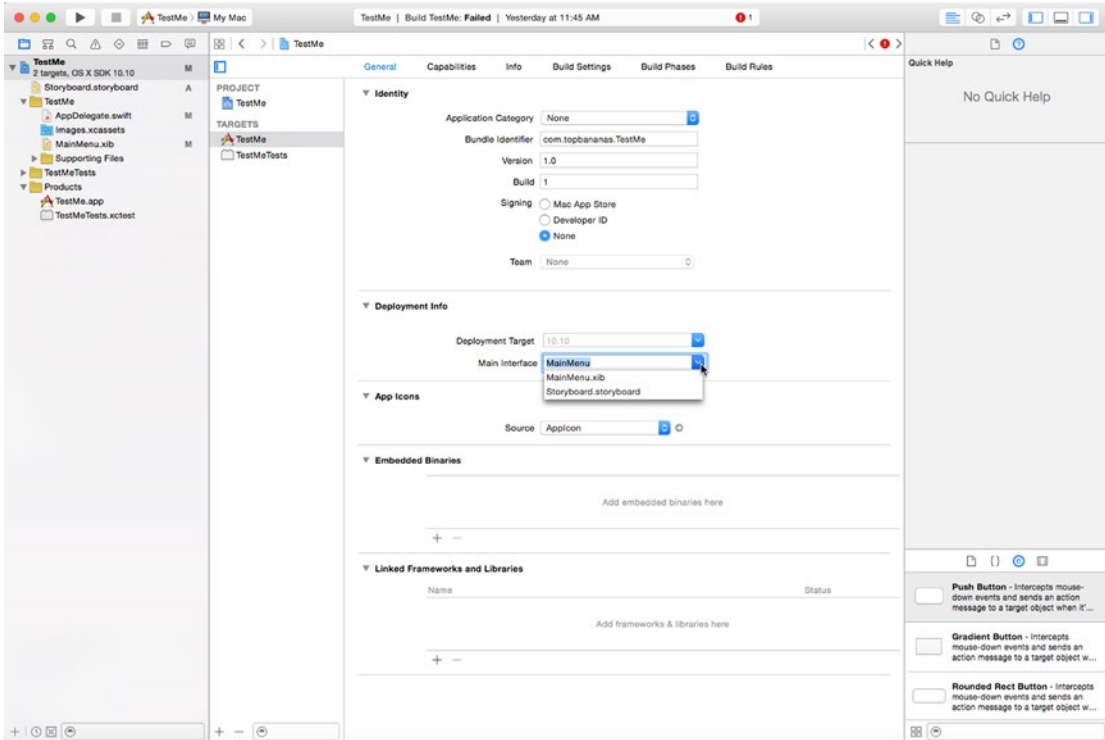 TestMe
My Mac
TestMe | Build TestMe: Failed | Yesterday at 11:45 AM
1
TestMe
2 targets, OS X SDK 10.10
M
Storyboard.storyboard
A
TestMe
AppDelegate.swift
M
Images.xcassets
MainMenu.xib
M
Supporting Files
TestMeTests
Products
TestMe.app
TestMeTests.xctest
TestMe
PROJECT
TestMe
TARGETS
TestMe
TestMeTests
General
Capabilities
Info
Build Settings
Build Phases
Build Rules
Identity
Application Category
None
Bundle Identifier
com.topbananas.TestMe
Version
1.0
Build
1
Signing
Mac App Store
Developer ID
None
Team
None
Deployment Info
Deployment Target
10.10
Main Interface
MainMenu
MainMenu.xib
Storyboard.storyboard
App Icons
Source
AppIcon
Embedded Binaries
Add embedded binaries here
Linked Frameworks and Libraries
Name
Status
Add frameworks & libraries here
Quick Help
No Quick Help
Push Button - Intercepts mouse-
down events and sends an action
message to a target object when it'...
Gradient Button - Intercepts
mouse-down events and sends an
action message to a target object w...
Rounded Rect Button - Intercepts
mouse-down events and sends an
action message to a target object w...